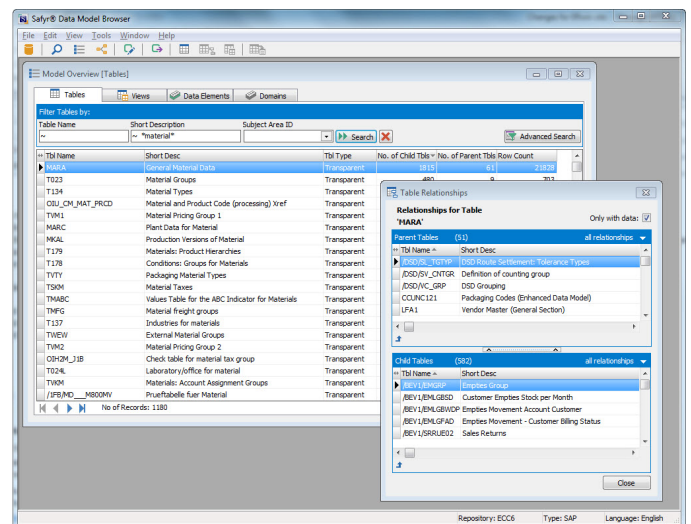 Safyr® Data Model Browser
File Edit View Tools Window Help
Model Overview [Tables]
Tables Views Data Elements Domains
Filter Tables by:
Table Name Short Description Subject Area ID
~ ~ *material* Search Advanced Search
Tbl Name Short Desc Tbl Type No. of Child Tbls No. of Parent Tbls Row Count
MARA General Material Data Transparent 1815 61 21828
T023 Material Groups Transparent 480 9 703
T134 Material Types Transparent
OIU_CM_MAT_PRCD Material and Product Code (processing) Xref Transparent
TVM1 Material Pricing Group 1 Transparent
MARC Plant Data for Material Transparent
MKAL Production Versions of Material Transparent
T179 Materials: Product Hierarchies Transparent
T178 Conditions: Groups for Materials Transparent
TVTY Packaging Material Types Transparent
TSKM Material Taxes Transparent
TMABC Values Table for the ABC Indicator for Materials Transparent
TMFG Material freight groups Transparent
T137 Industries for materials Transparent
TWEW External Material Groups Transparent
TVM2 Material Pricing Group 2 Transparent
OIH2M_J1B Check table for material tax group Transparent
T024L Laboratory/office for material Transparent
TVKM Materials: Account Assignment Groups Transparent
/1FB/MD__M800MV Prueftabelle fuer Material Transparent
No of Records: 1180
Table Relationships
Relationships for Table
'MARA'
Only with data:
Parent Tables (51) all relationships
Tbl Name Short Desc
/DSD/SL_TGTYP DSD Route Settlement: Tolerance Types
/DSD/SV_CNTGR Definition of counting group
/DSD/VC_GRP DSD Grouping
CCUNC121 Packaging Codes (Enhanced Data Model)
LFA1 Vendor Master (General Section)
Child Tables (582) all relationships
Tbl Name Short Desc
/BEV1/EMGRP Empties Group
/BEV1/EMLGBSD Customer Empties Stock per Month
/BEV1/EMLGBWDP Empties Movement Account Customer
/BEV1/EMLGFAD Empties Movement - Customer Billing Status
/BEV1/SRRUE02 Sales Returns
Close
Repository: ECC6 Type: SAP Language: English